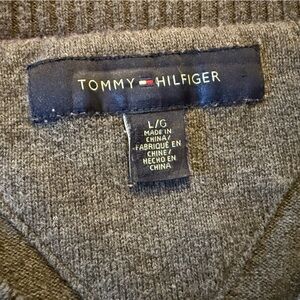 TOMMY HILFIGER
L/G
MADE IN
CHINA/
FABRIQUÉ EN
CHINE/
HECHO EN
CHINA